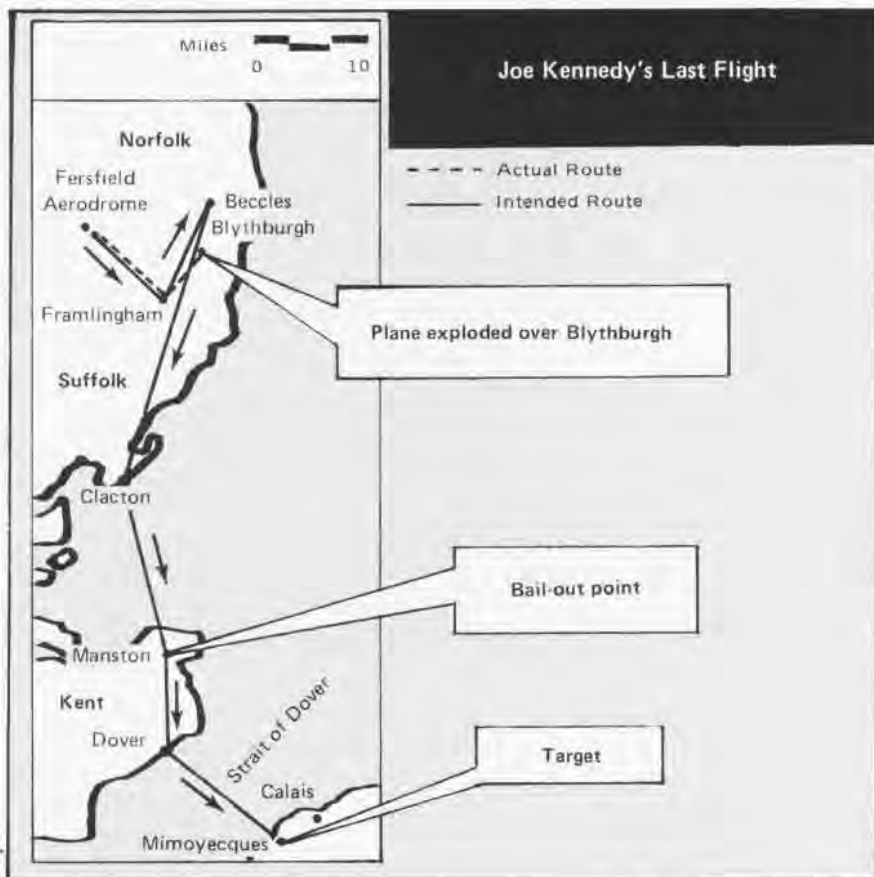 Miles
0 10
Joe Kennedy's Last Flight
Actual Route
Intended Route
Norfolk
Fersfield
Aerodrome
Beccles
Blythburgh
Framlingham
Plane exploded over Blythburgh
Suffolk
Clacton
Bail-out point
Manston
Kent
Dover
Strait of Dover
Target
Calais
Mimoyecques